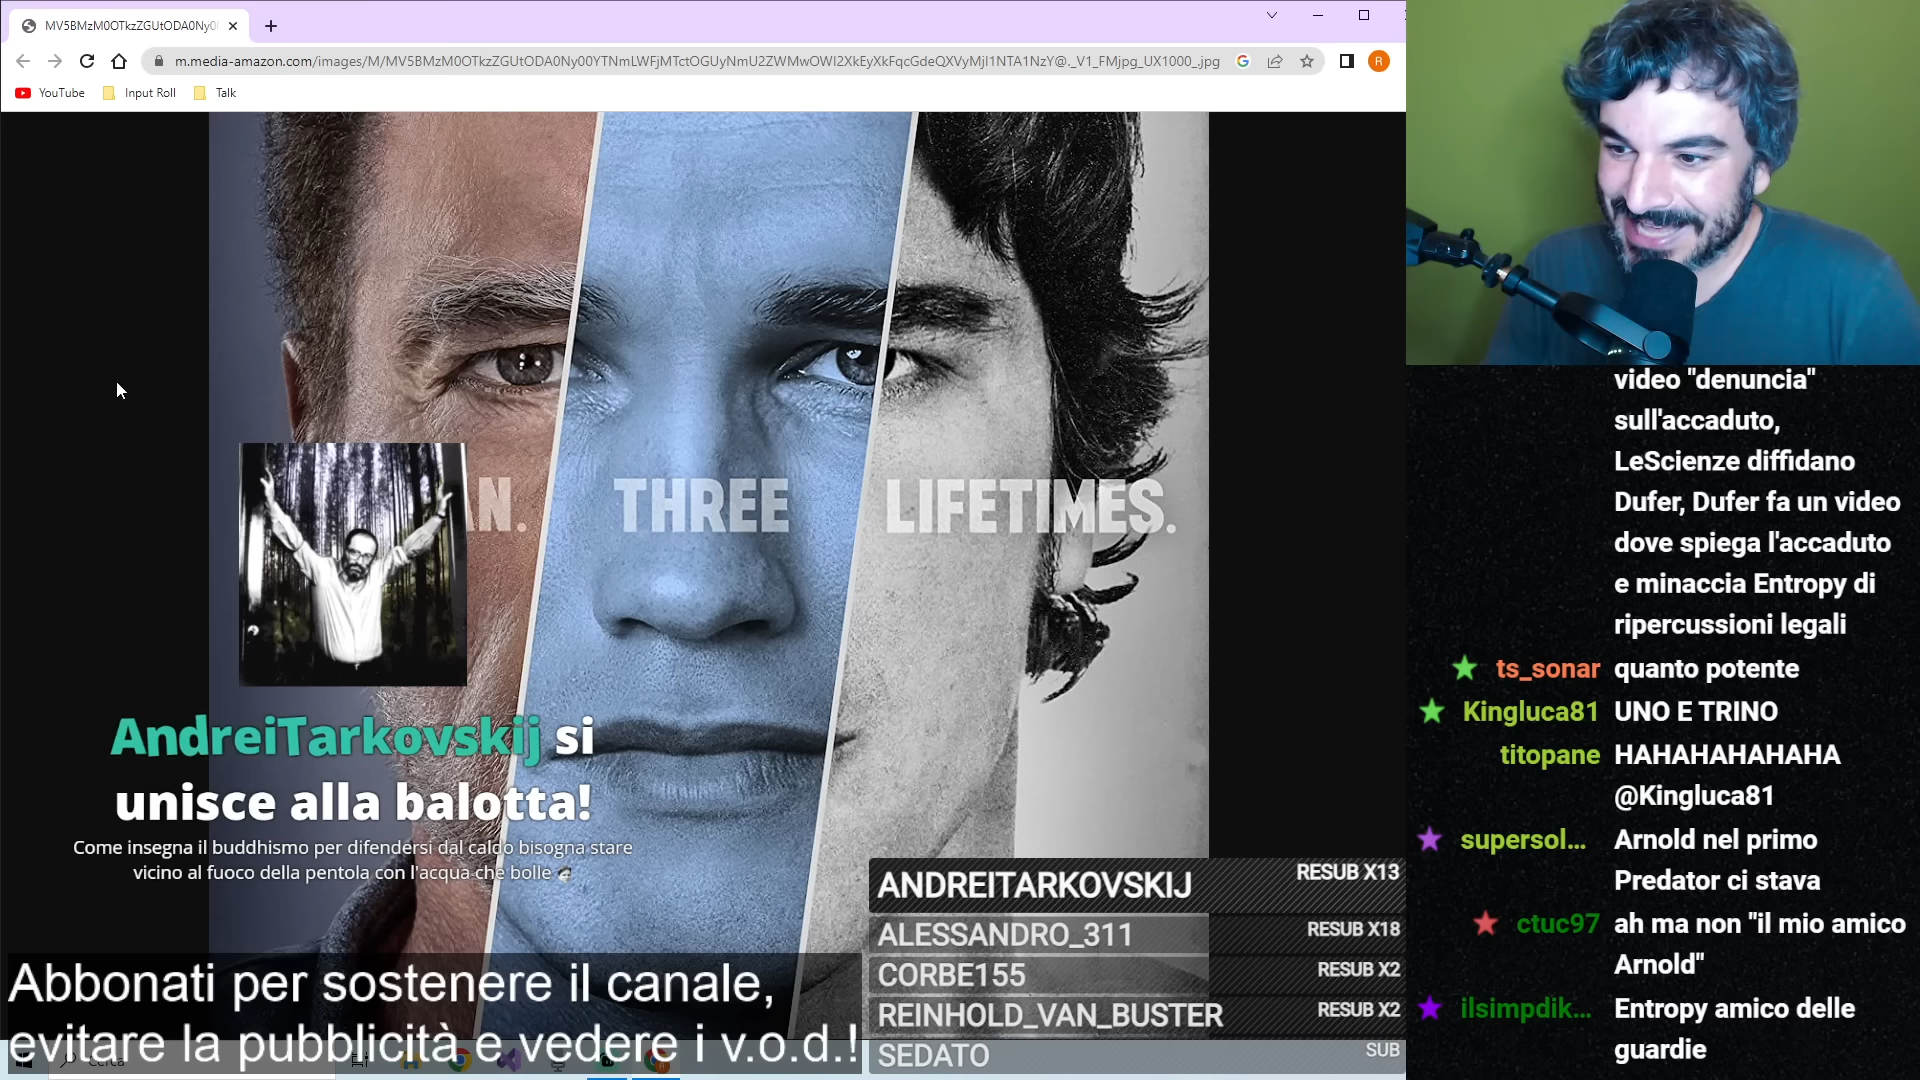 MV5BMzM0OTkzZGUtODA0Ny00
m.media-amazon.com/images/M/MV5BMzM0OTkzZGUtODA0Ny00YTNmLWFjMTctOGUyNmU2ZWMwOWI2XkEyXkFqcGdeQXVyMjI1NTA1NzY@._V1_FMjpg_UX1000_.jpg
R
YouTube
Input Roll
Talk
AN. THREE LIFETIMES.
AndreiTarkovskij si
unisce alla balotta!
Come insegna il buddhismo per difendersi dal caldo bisogna stare
vicino al fuoco della pentola con l'acqua che bolle
Abbonati per sostenere il canale,
evitare la pubblicità e vedere i v.o.d.!
Cerca
ANDREITARKOVSKIJ RESUB X13
ALESSANDRO_311 RESUB X18
CORBE155 RESUB X2
REINHOLD_VAN_BUSTER RESUB X2
SEDATO SUB
video "denuncia"
sull'accaduto,
LeScienze diffidano
Dufer, Dufer fa un video
dove spiega l'accaduto
e minaccia Entropy di
ripercussioni legali
ts_sonar quanto potente
Kingluca81 UNO E TRINO
titopane HAHAHAHAHAHA
@Kingluca81
supersol... Arnold nel primo
Predator ci stava
ctuc97 ah ma non "il mio amico
Arnold"
ilsimpdik... Entropy amico delle
guardie